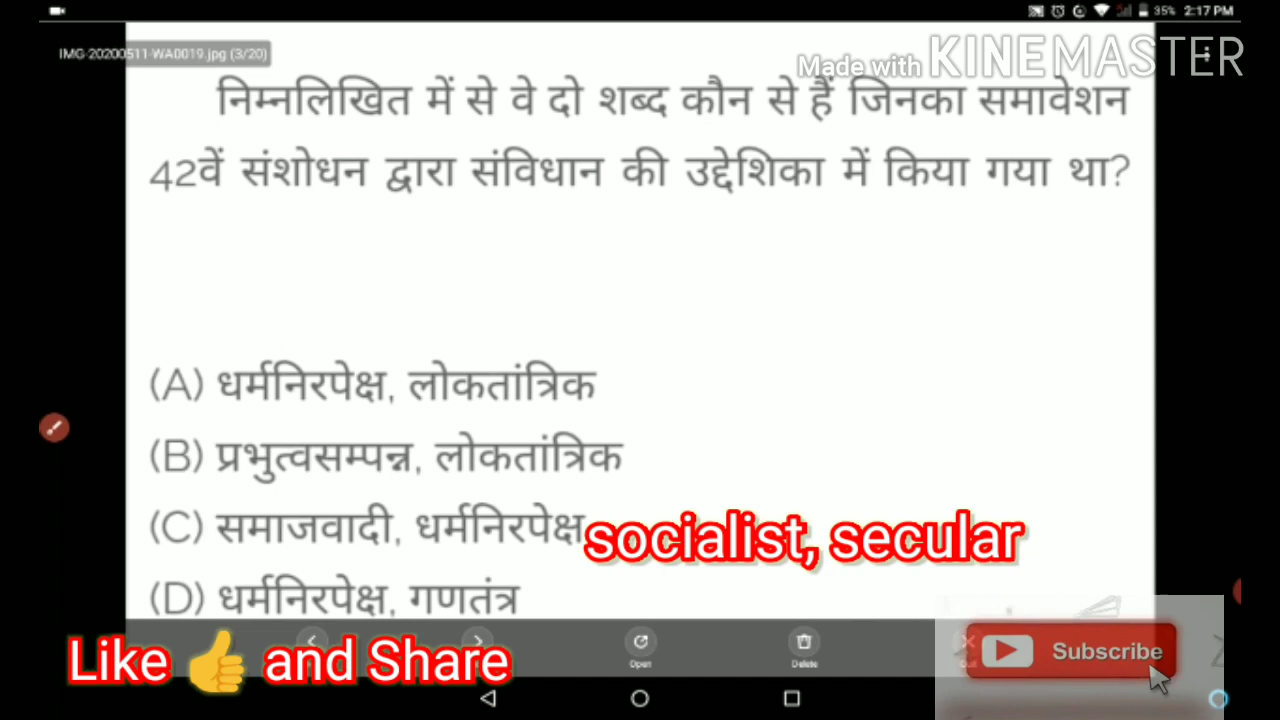 35% 2:17 PM
IMG-20200511-WA0019.jpg (3/20)
Made with KINEMASTER
निम्नलिखित में से वे दो शब्द कौन से हैं जिनका समावेशन
42वें संशोधन द्वारा संविधान की उद्देशिका में किया गया था?
(A) धर्मनिरपेक्ष, लोकतांत्रिक
(B) प्रभुत्वसम्पन्न, लोकतांत्रिक
(C) समाजवादी, धर्मनिरपेक्ष
socialist, secular
(D) धर्मनिरपेक्ष, गणतंत्र
Open
Delete
Like 👍 and Share
Subscribe